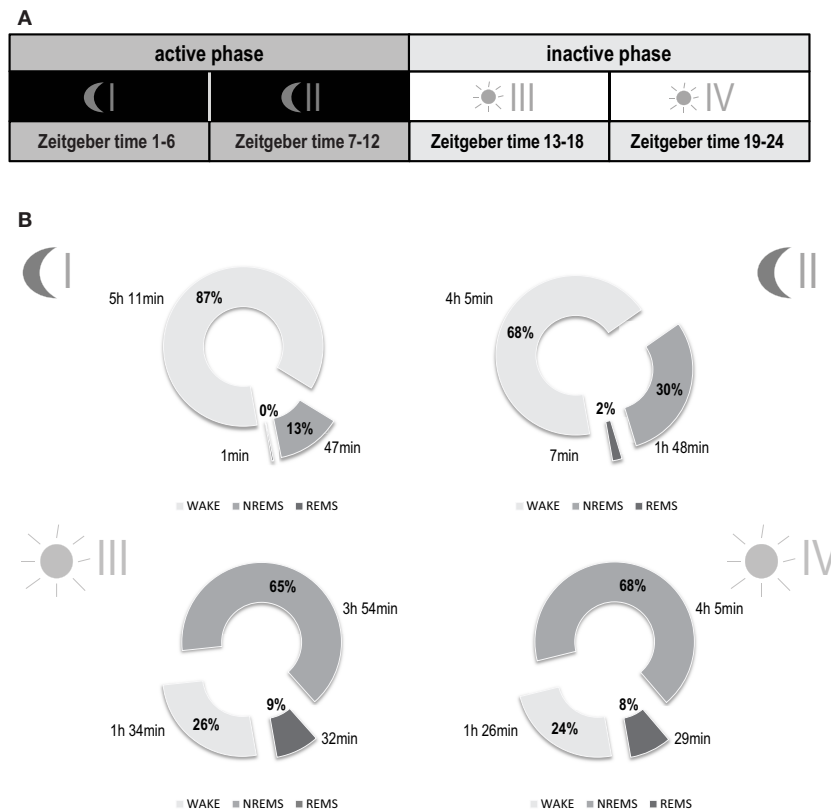 A
active phase inactive phase
I II III IV
Zeitgeber time 1-6 Zeitgeber time 7-12 Zeitgeber time 13-18 Zeitgeber time 19-24
B
I
5h 11min
87%
0%
13%
1min
47min
WAKE NREMS REMS
II
4h 5min
68%
30%
2%
7min
1h 48min
WAKE NREMS REMS
III
65%
3h 54min
9%
26%
1h 34min
32min
WAKE NREMS REMS
IV
68%
4h 5min
8%
24%
1h 26min
29min
WAKE NREMS REMS